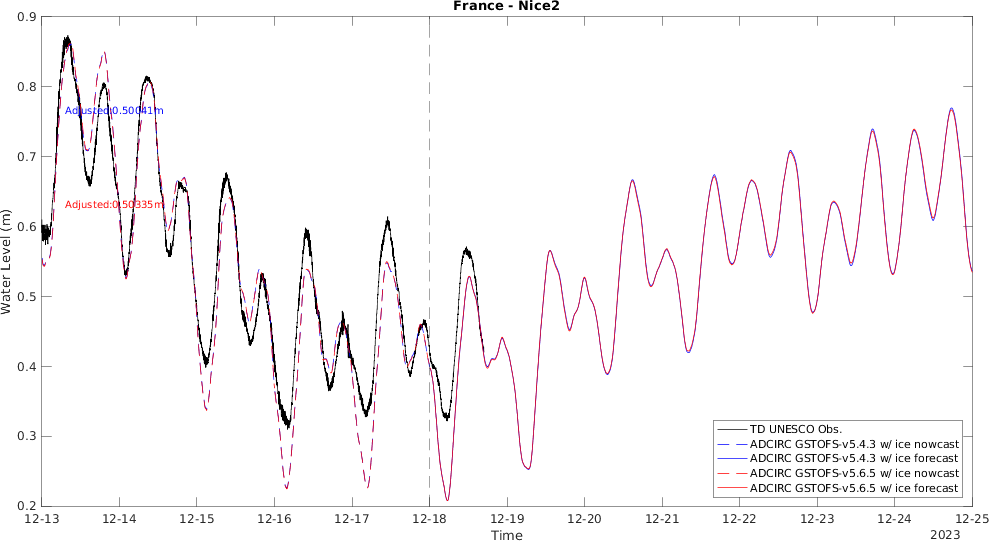 France - Nice2
0.9
0.8
0.7
0.6
0.5
0.4
0.3
0.2
Water Level (m)
Adjusted:0.50041m
Adjusted:0.50335m
TD UNESCO Obs.
ADCIRC GSTOFS-v5.4.3 w/ ice nowcast
ADCIRC GSTOFS-v5.4.3 w/ ice forecast
ADCIRC GSTOFS-v5.6.5 w/ ice nowcast
ADCIRC GSTOFS-v5.6.5 w/ ice forecast
12-13 12-14 12-15 12-16 12-17 12-18 12-19 12-20 12-21 12-22 12-23 12-24 12-25
Time
2023